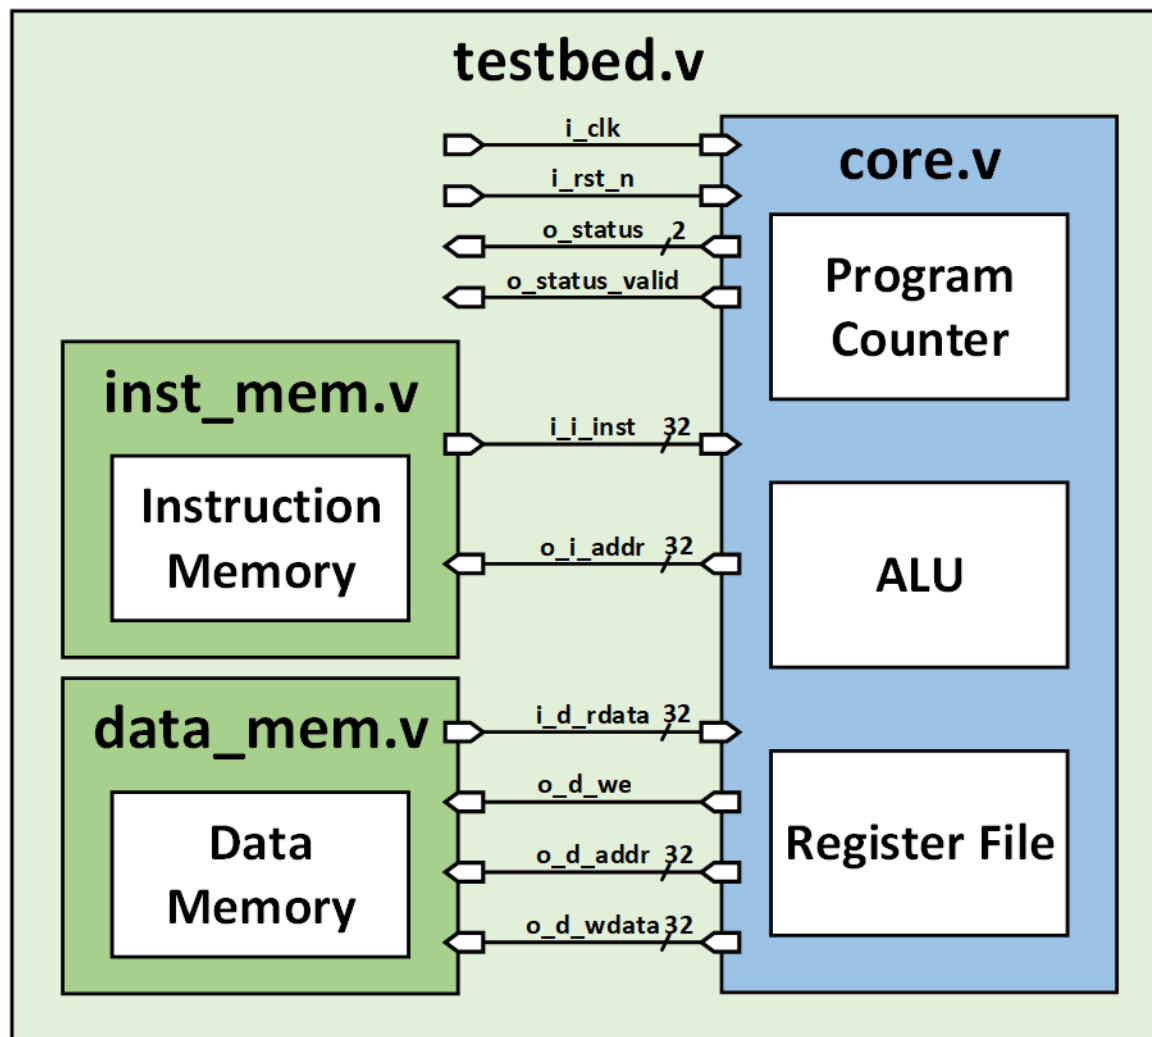 testbed.v
i_clk
i_rst_n
o_status 2
o_status_valid
core.v
Program
Counter
inst_mem.v
Instruction
Memory
i_i_inst 32
o_i_addr 32
ALU
data_mem.v
Data
Memory
i_d_rdata 32
o_d_we
o_d_addr 32
o_d_wdata 32
Register File